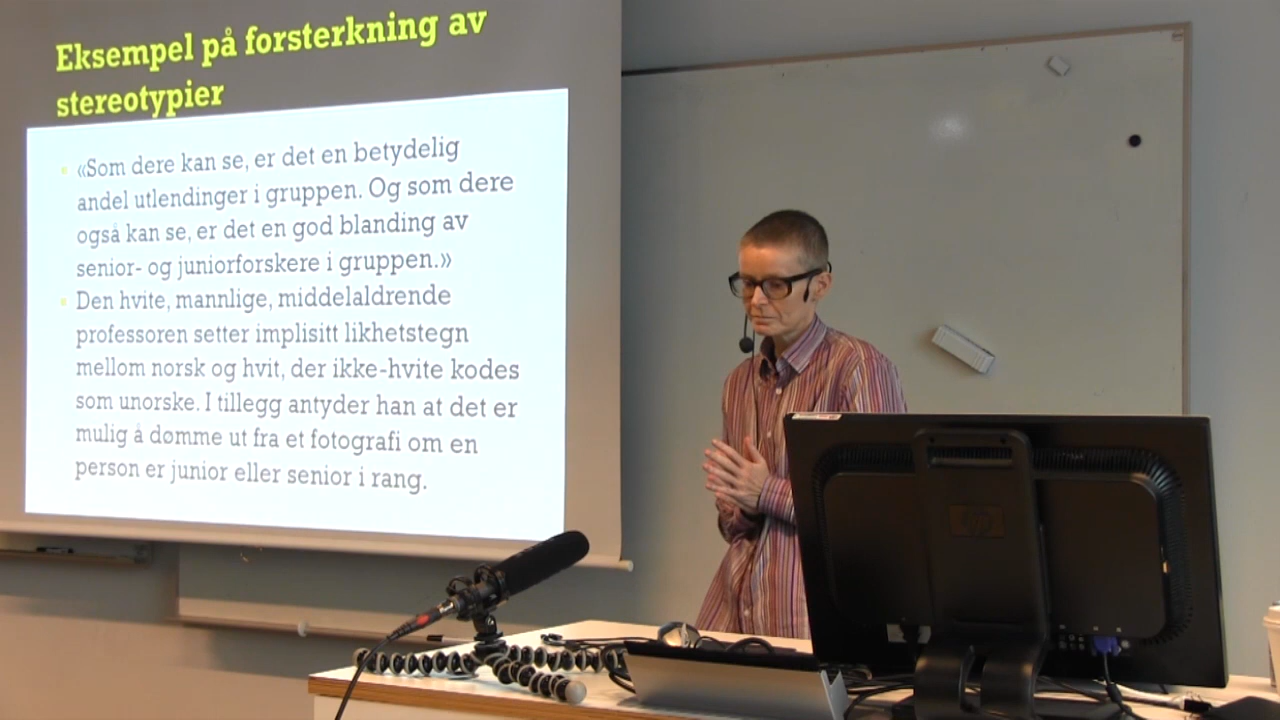 Eksempel på forsterkning av
stereotypier
«Som dere kan se, er det en betydelig
andel utlendinger i gruppen. Og som dere
også kan se, er det en god blanding av
senior- og juniorforskere i gruppen.»
Den hvite, mannlige, middelaldrende
professoren setter implisitt likhetstegn
mellom norsk og hvit, der ikke-hvite kodes
som unorske. I tillegg antyder han at det er
mulig å dømme ut fra et fotografi om en
person er junior eller senior i rang.
hp